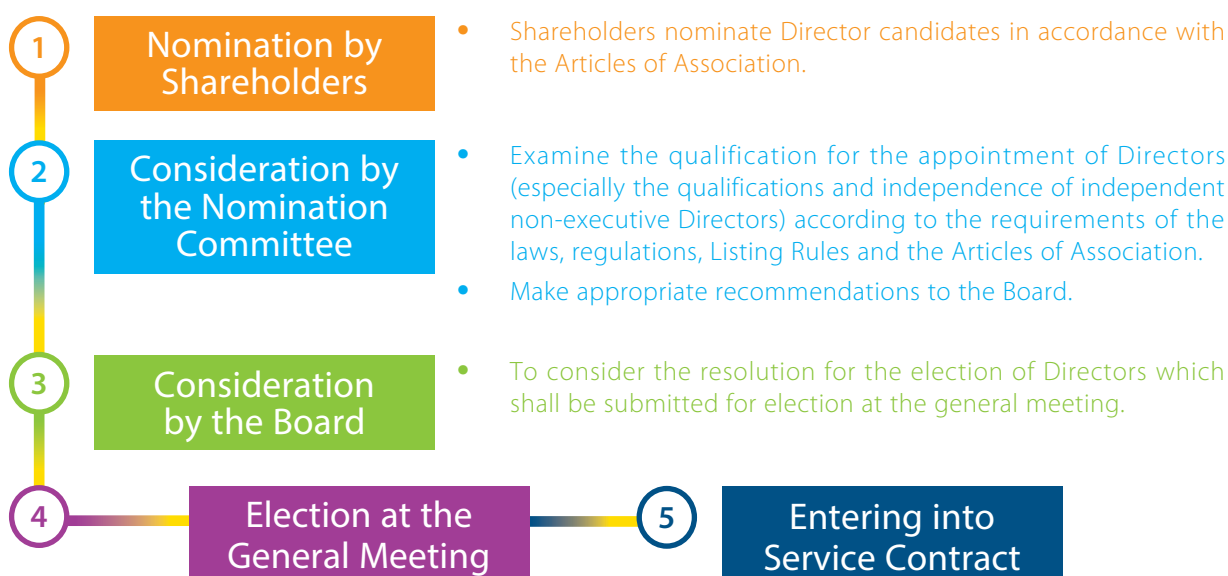 1
Nomination by
Shareholders
• Shareholders nominate Director candidates in accordance with
the Articles of Association.
2
Consideration by
the Nomination
Committee
• Examine the qualification for the appointment of Directors
(especially the qualifications and independence of independent
non-executive Directors) according to the requirements of the
laws, regulations, Listing Rules and the Articles of Association.
• Make appropriate recommendations to the Board.
3
Consideration
by the Board
• To consider the resolution for the election of Directors which
shall be submitted for election at the general meeting.
4
Election at the
General Meeting
5
Entering into
Service Contract